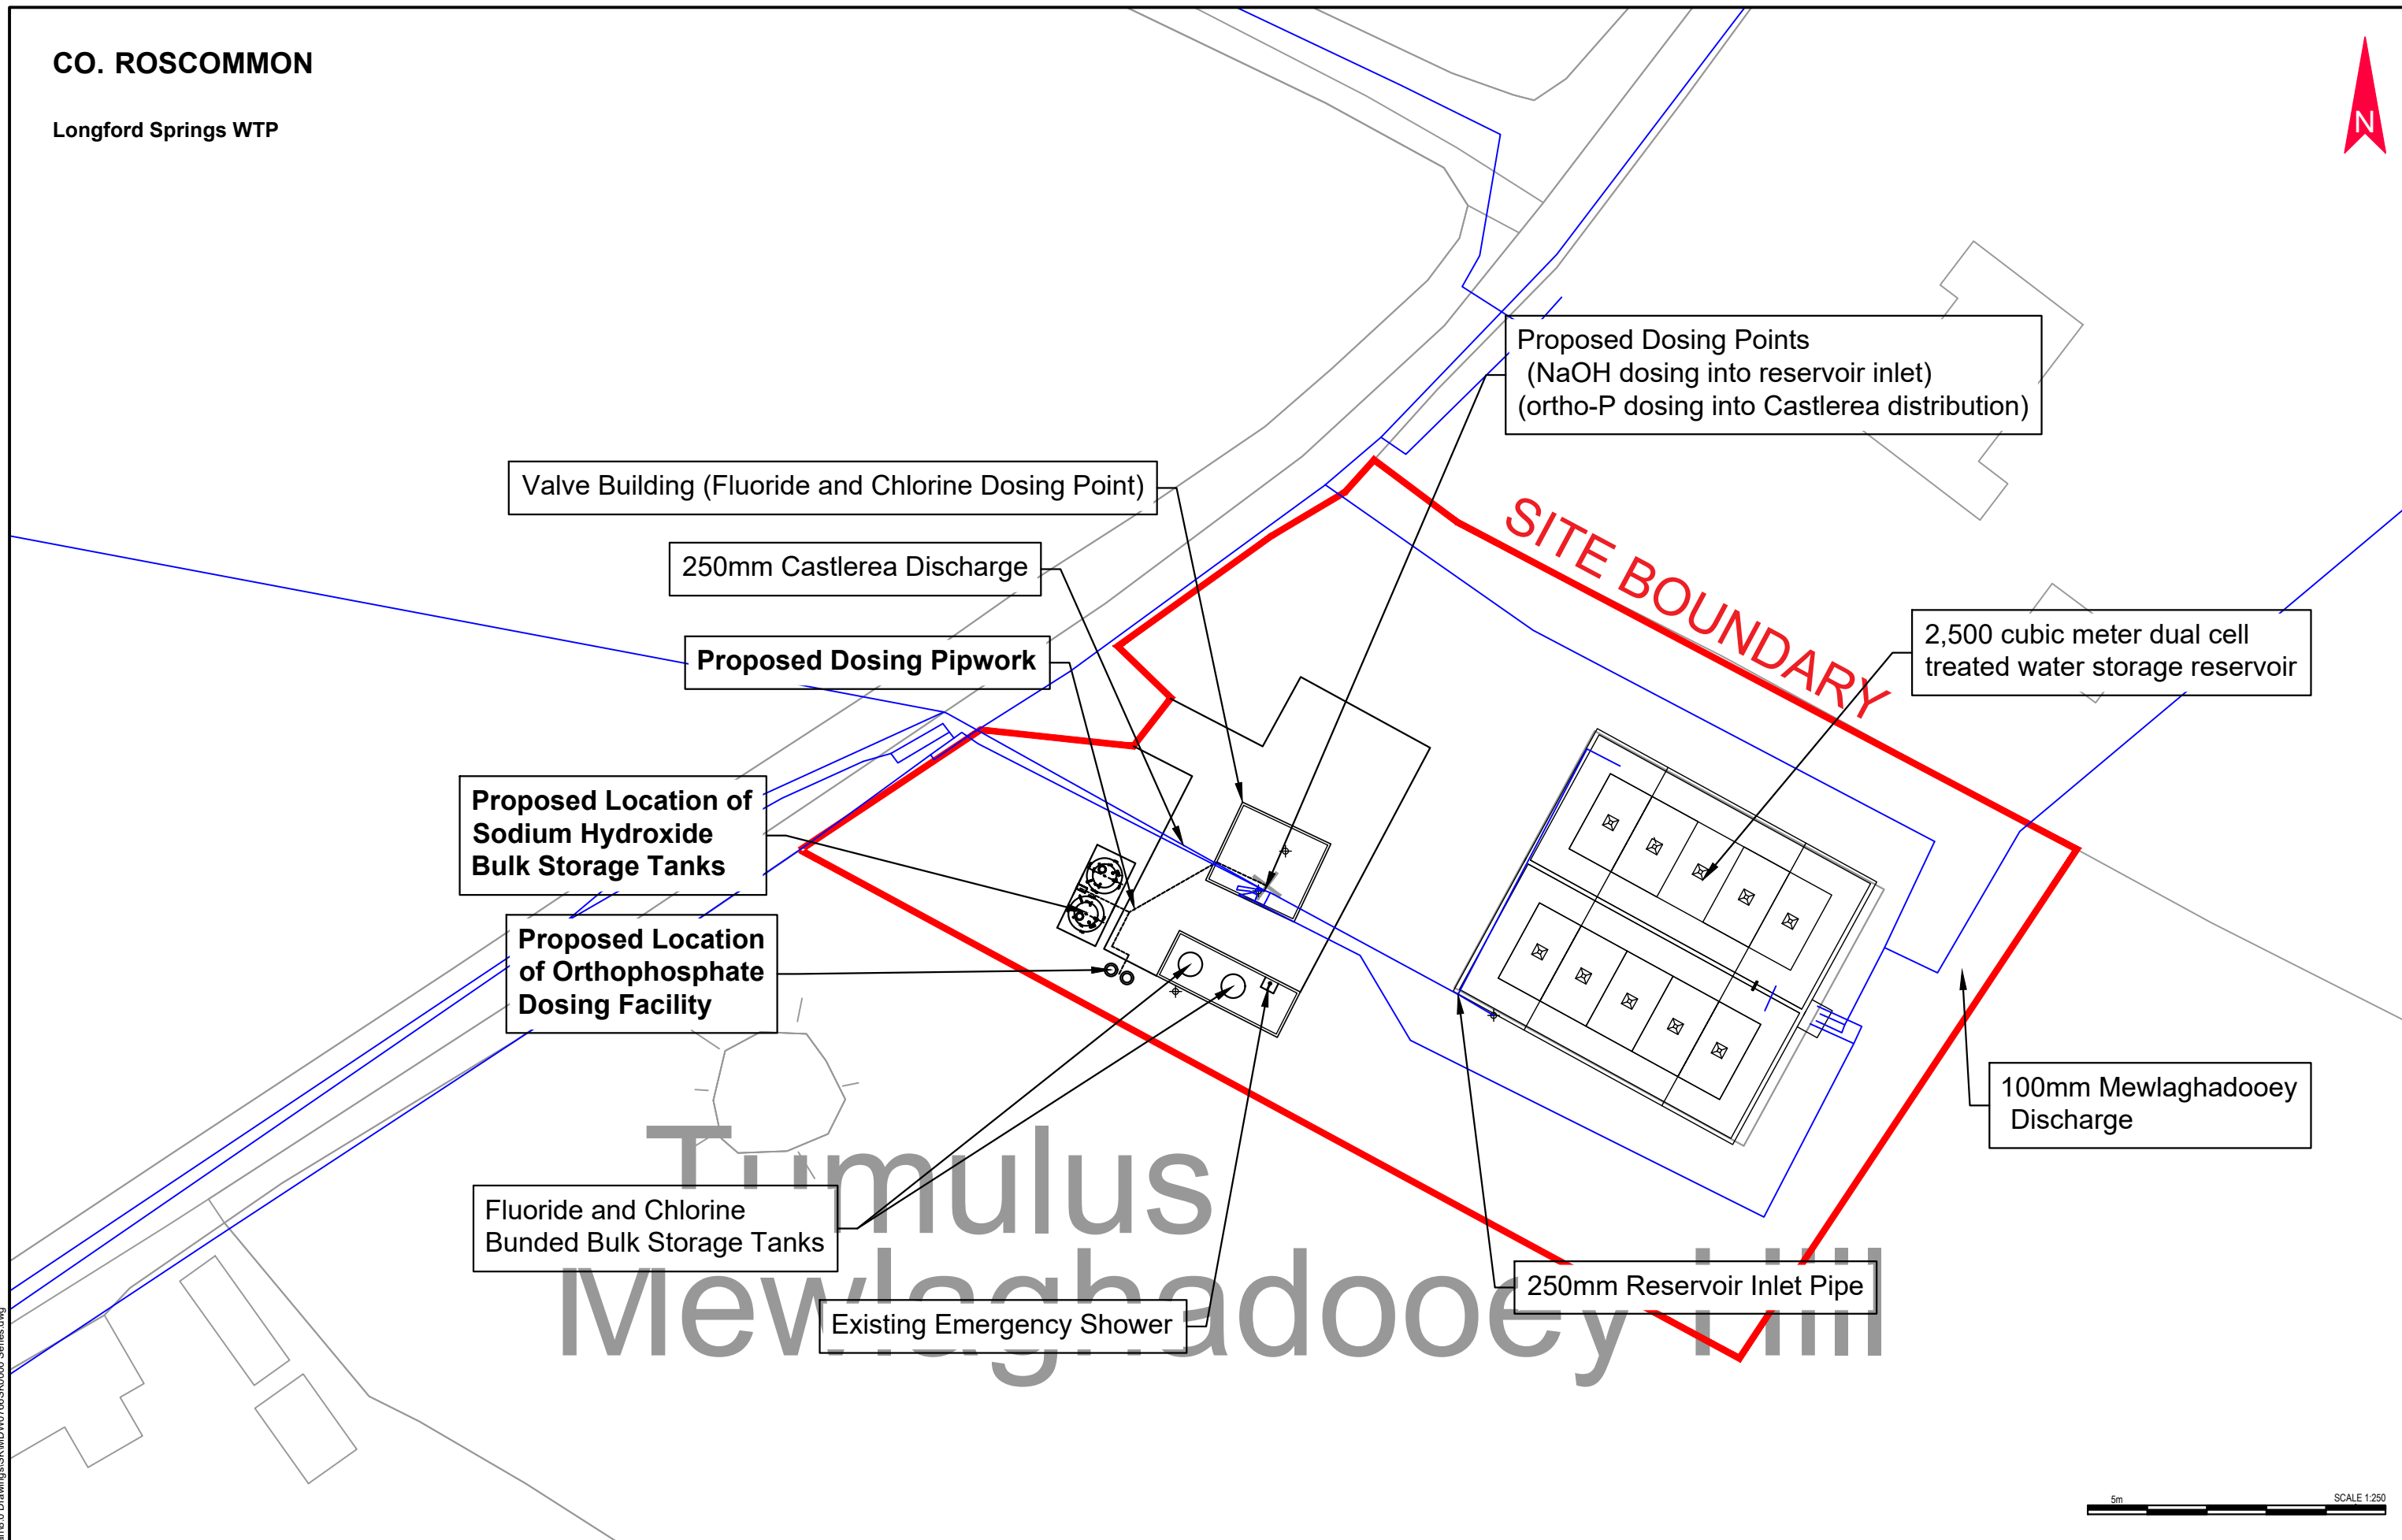 CO. ROSCOMMON
Longford Springs WTP
N
Proposed Dosing Points
(NaOH dosing into reservoir inlet)
(ortho-P dosing into Castlerea distribution)
Valve Building (Fluoride and Chlorine Dosing Point)
250mm Castlerea Discharge
Proposed Dosing Pipwork
SITE BOUNDARY
2,500 cubic meter dual cell
treated water storage reservoir
Proposed Location of
Sodium Hydroxide
Bulk Storage Tanks
Proposed Location
of Orthophosphate
Dosing Facility
100mm Mewlaghadooey
Discharge
Tumulus
Mewlaghadooey Hill
Fluoride and Chlorine
Bunded Bulk Storage Tanks
250mm Reservoir Inlet Pipe
Existing Emergency Shower
5m
SCALE 1:250